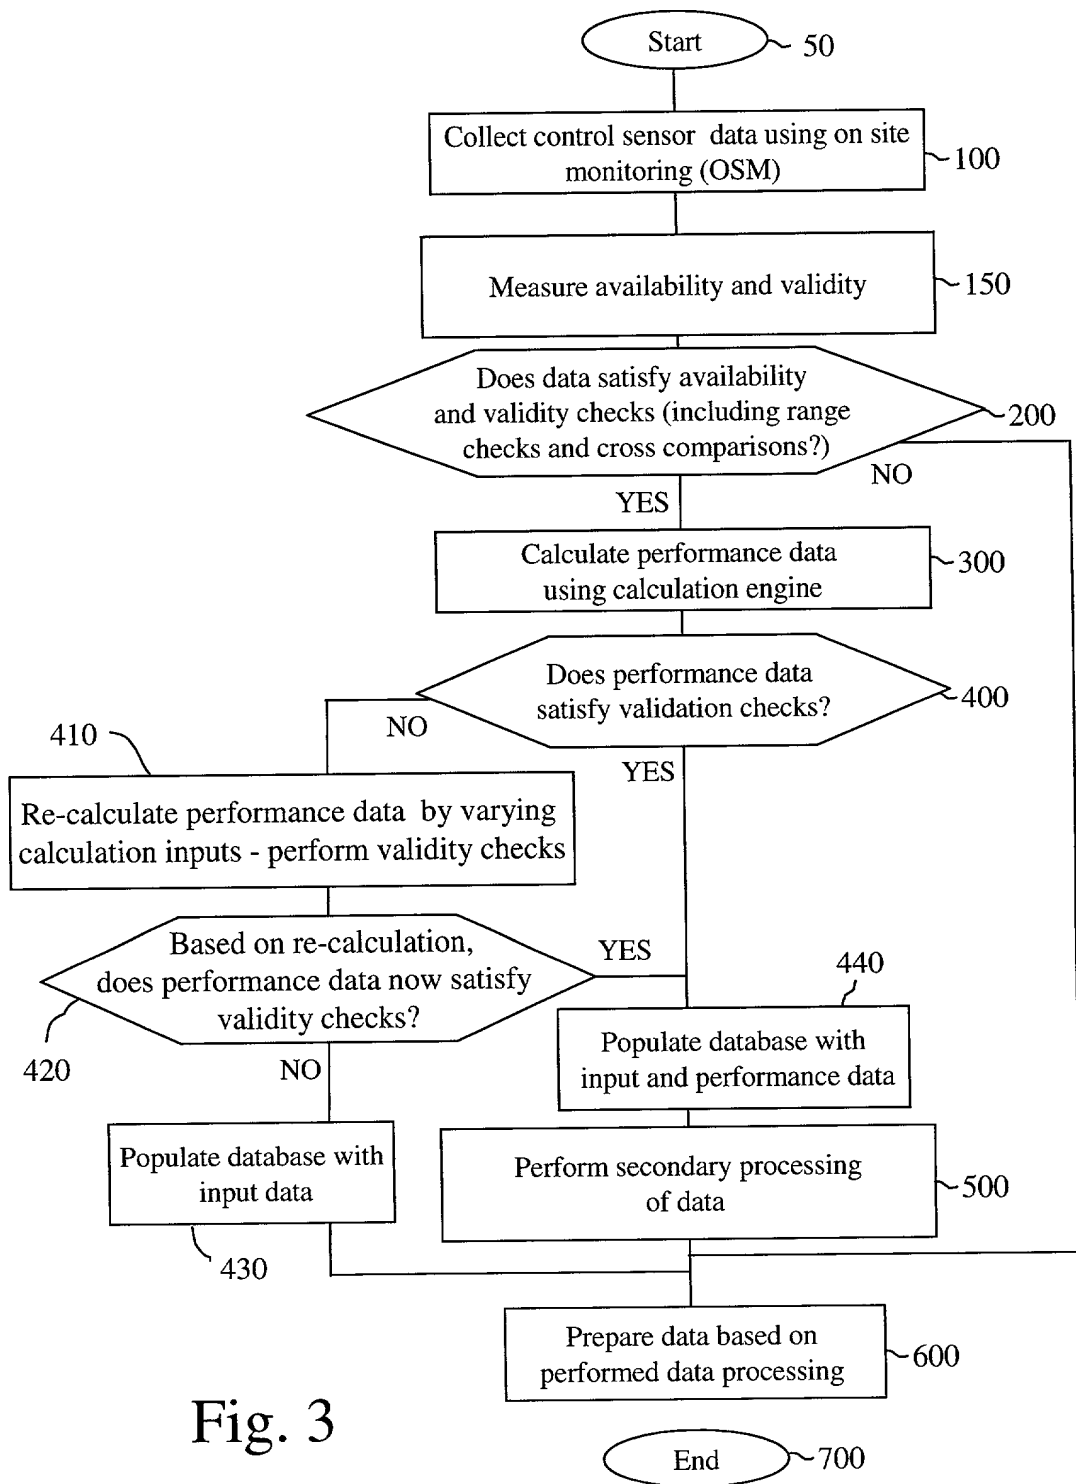 Start
50
Collect control sensor data using on site
monitoring (OSM)
100
Measure availability and validity
150
Does data satisfy availability
and validity checks (including range
checks and cross comparisons?)
200
NO
YES
Calculate performance data
using calculation engine
300
Does performance data
satisfy validation checks?
400
NO
YES
410
Re-calculate performance data by varying
calculation inputs - perform validity checks
Based on re-calculation,
does performance data now satisfy
validity checks?
YES
420
NO
440
Populate database with
input and performance data
Populate database with
input data
430
Perform secondary processing
of data
500
Prepare data based on
performed data processing
600
Fig. 3
End
700